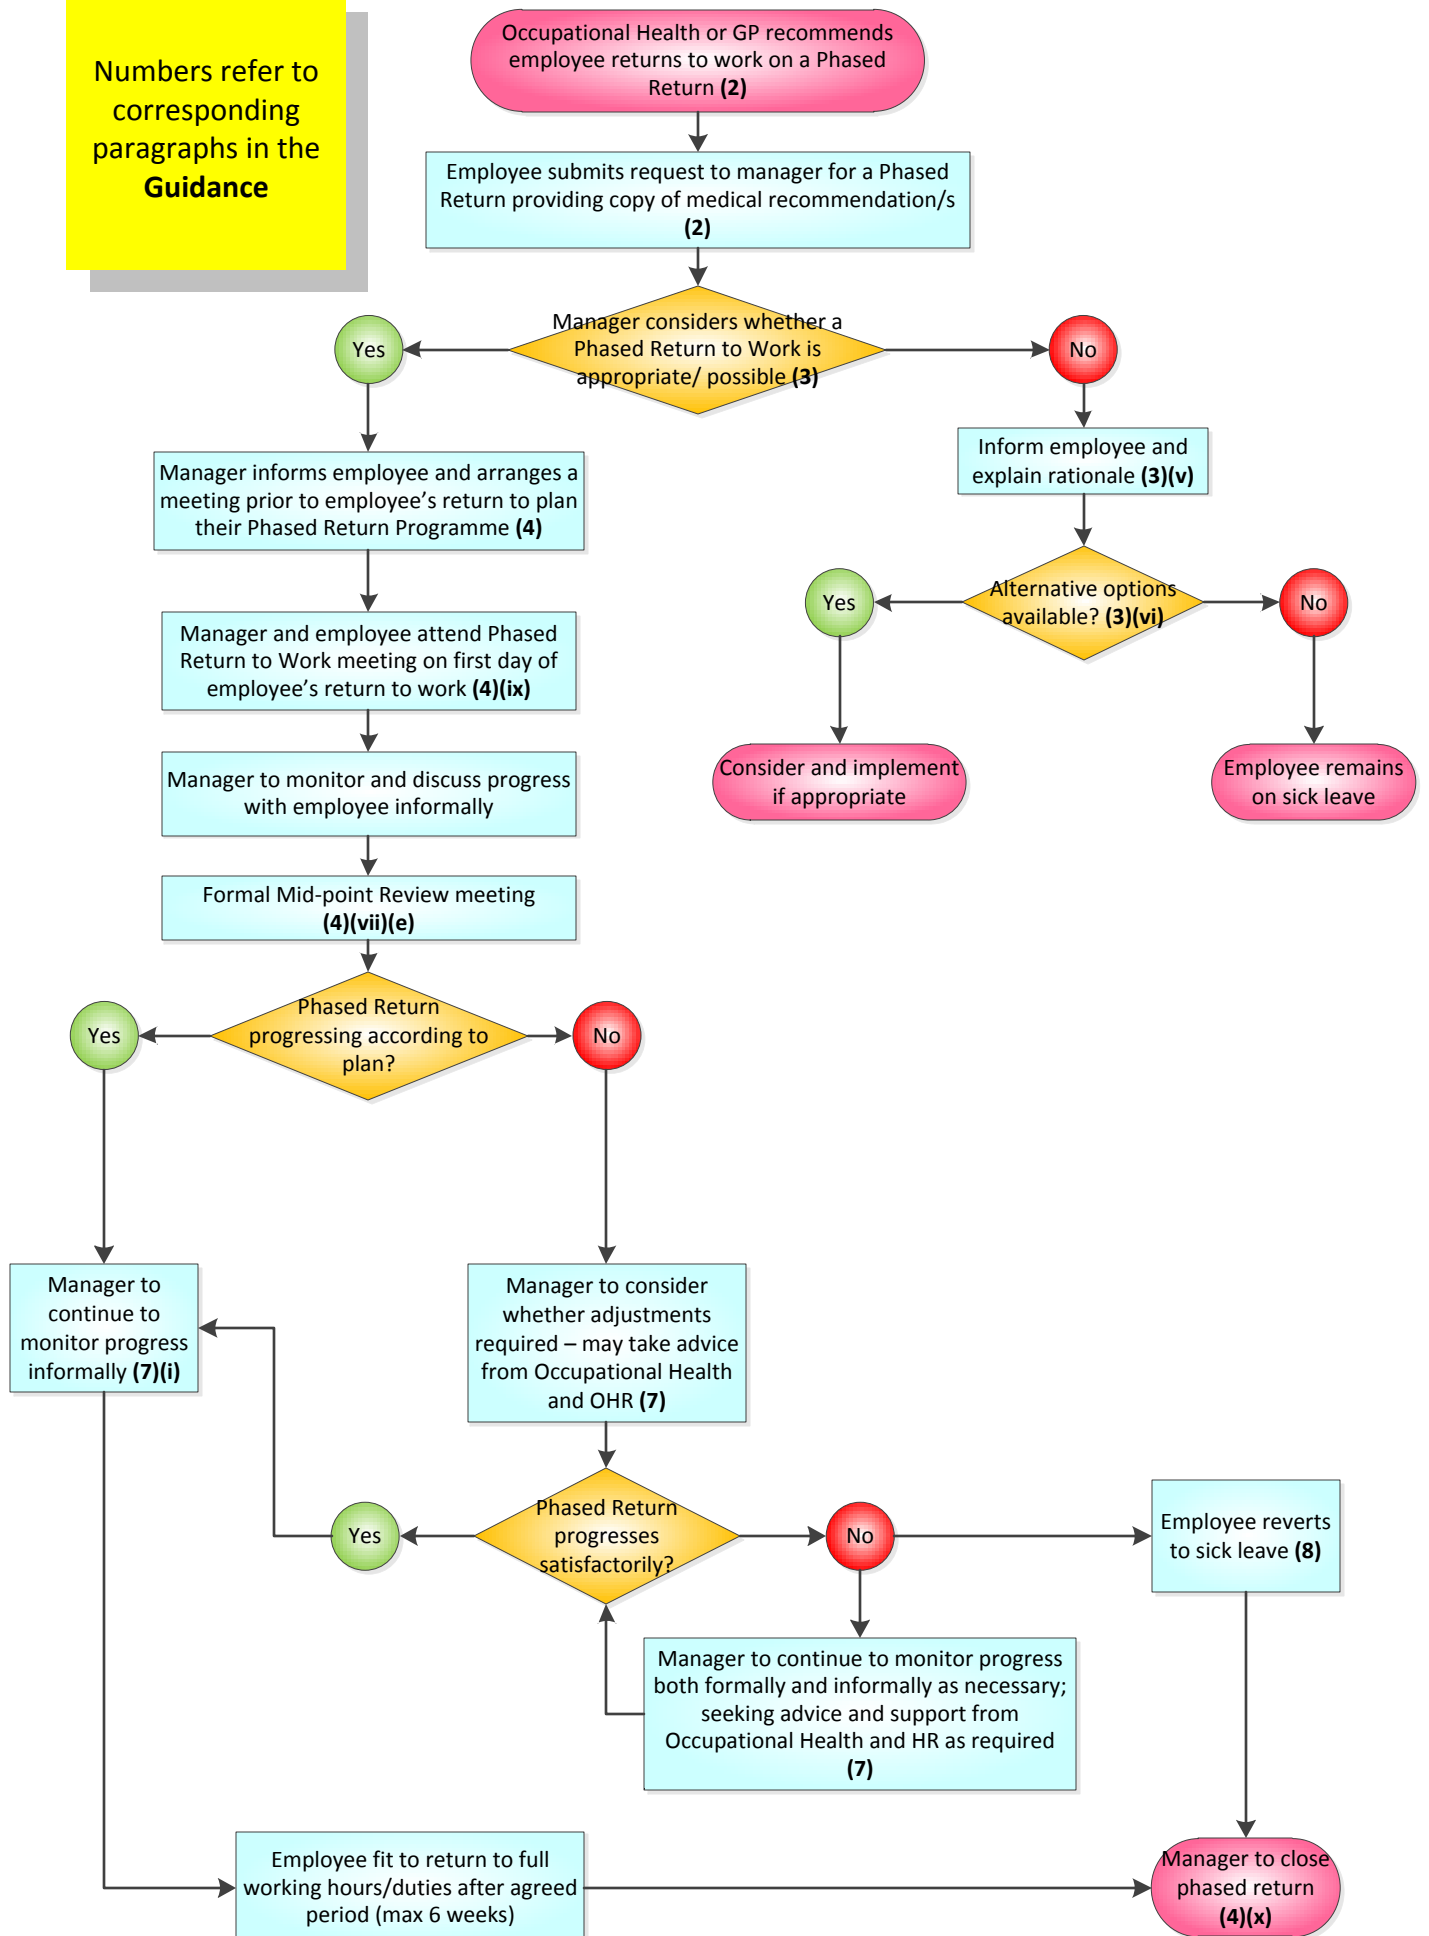 Numbers refer to
corresponding
paragraphs in the
Guidance
Occupational Health or GP recommends
employee returns to work on a Phased
Return (2)
Employee submits request to manager for a Phased
Return providing copy of medical recommendation/s
(2)
Manager considers whether a
Phased Return to Work is
appropriate/ possible (3)
Yes
No
Manager informs employee and arranges a
meeting prior to employee’s return to plan
their Phased Return Programme (4)
Inform employee and
explain rationale (3)(v)
Manager and employee attend Phased
Return to Work meeting on first day of
employee’s return to work (4)(ix)
Alternative options
available? (3)(vi)
Yes
No
Manager to monitor and discuss progress
with employee informally
Consider and implement
if appropriate
Employee remains
on sick leave
Formal Mid-point Review meeting
(4)(vii)(e)
Phased Return
progressing according to
plan?
Yes
No
Manager to
continue to
monitor progress
informally (7)(i)
Manager to consider
whether adjustments
required – may take advice
from Occupational Health
and OHR (7)
Phased Return
progresses
satisfactorily?
Yes
No
Employee reverts
to sick leave (8)
Manager to continue to monitor progress
both formally and informally as necessary;
seeking advice and support from
Occupational Health and HR as required
(7)
Employee fit to return to full
working hours/duties after agreed
period (max 6 weeks)
Manager to close
phased return
(4)(x)